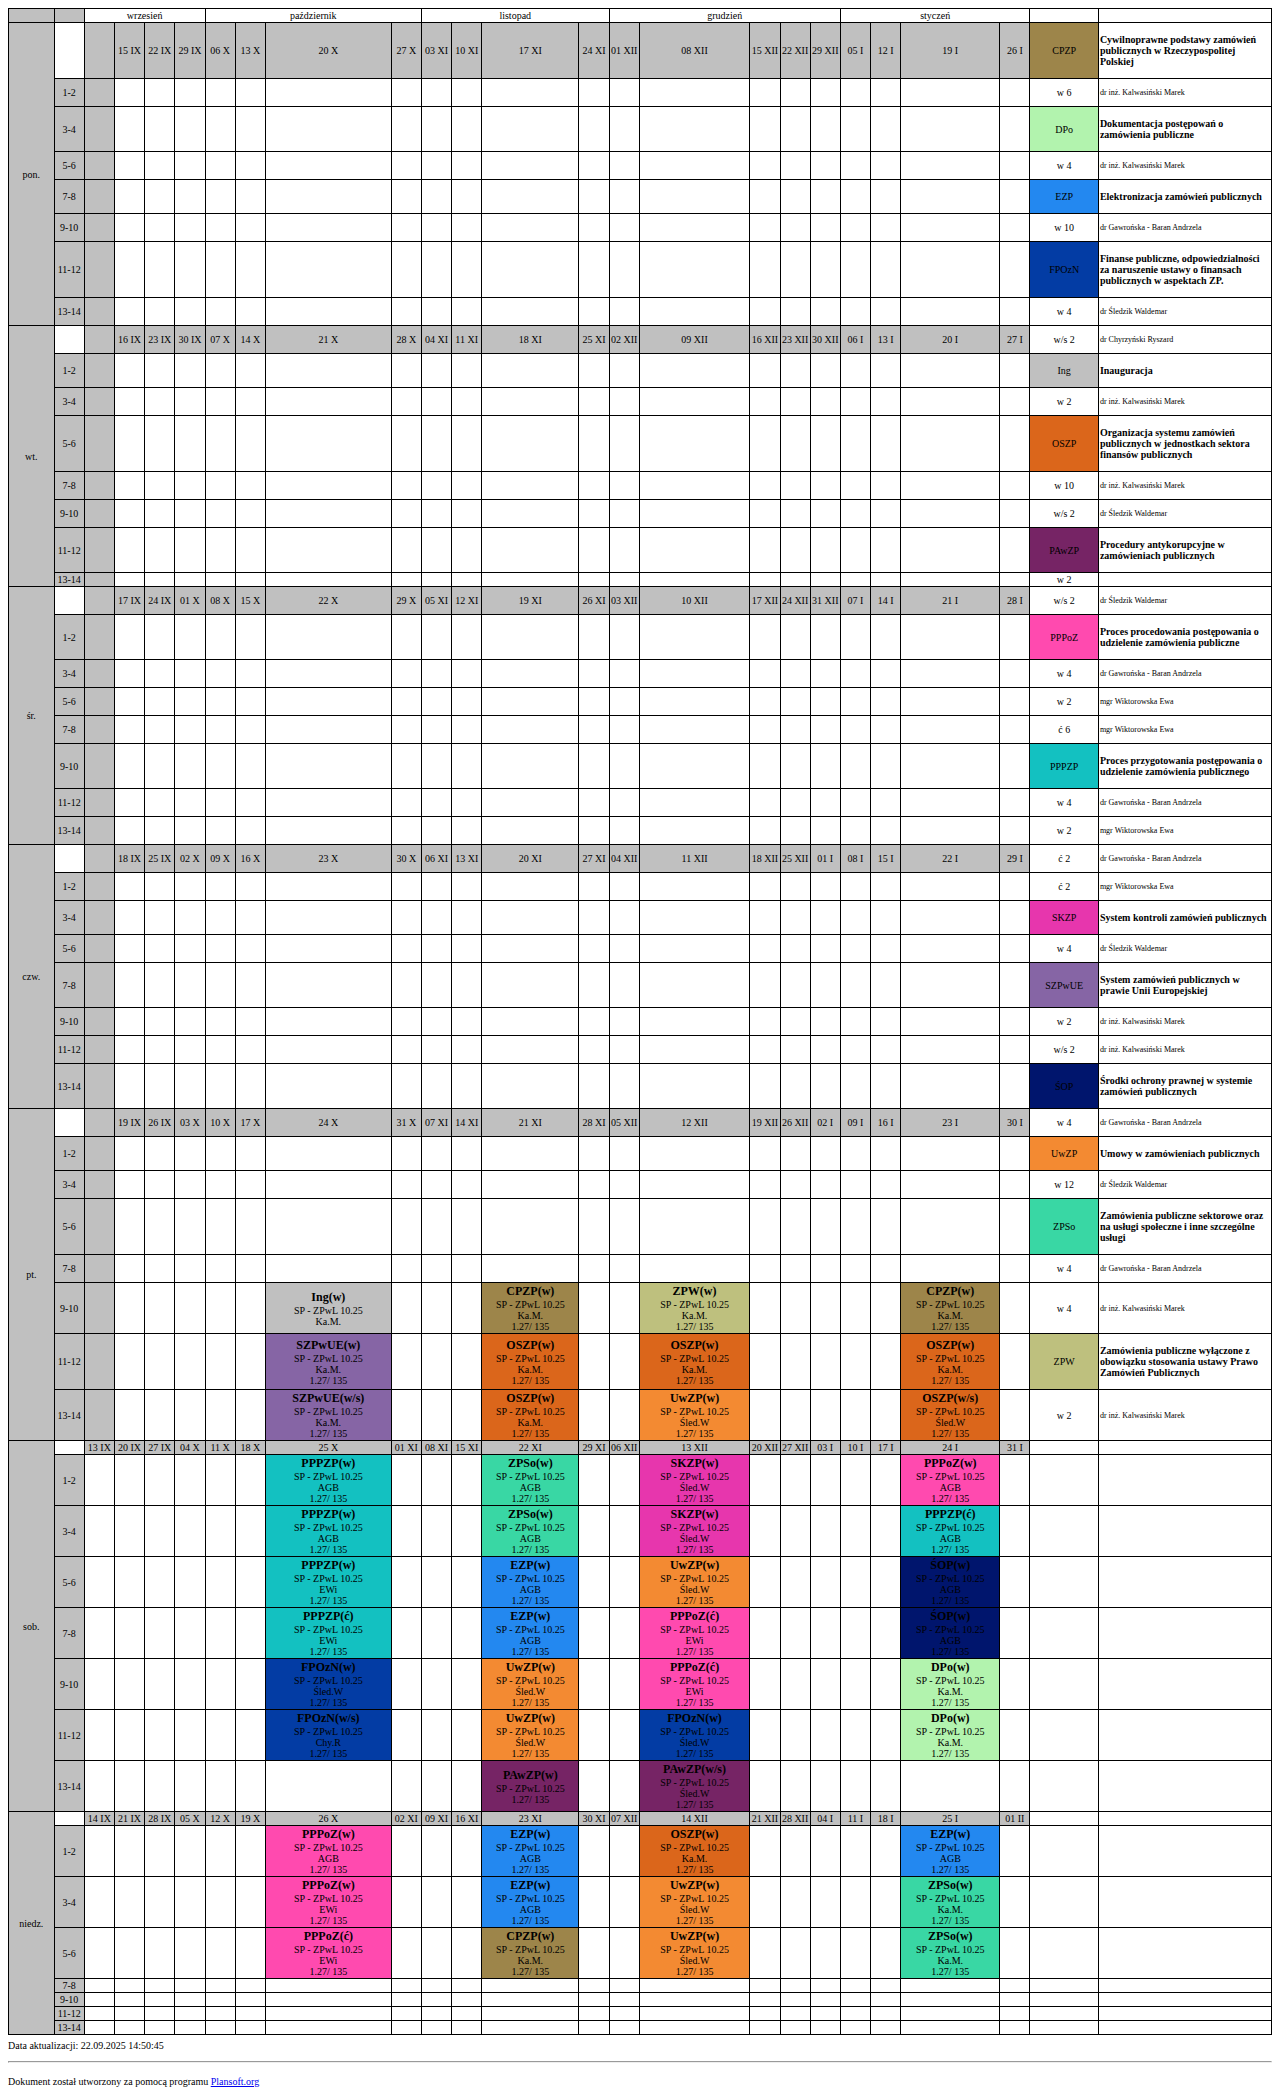 wrzesień październik listopad grudzień styczeń
pon. 15 IX 22 IX 29 IX 06 X 13 X 20 X 27 X 03 XI 10 XI 17 XI 24 XI 01 XII 08 XII 15 XII 22 XII 29 XII 05 I 12 I 19 I 26 I CPZP Cywilnoprawne podstawy zamówień publicznych w Rzeczypospolitej Polskiej
1-2 w 6 dr inż. Kalwasiński Marek
3-4 DPo Dokumentacja postępowań o zamówienia publiczne
5-6 w 4 dr inż. Kalwasiński Marek
7-8 EZP Elektronizacja zamówień publicznych
9-10 w 10 dr Gawrońska - Baran Andrzela
11-12 FPOzN Finanse publiczne, odpowiedzialności za naruszenie ustawy o finansach publicznych w aspektach ZP.
13-14 w 4 dr Śledzik Waldemar
wt. 16 IX 23 IX 30 IX 07 X 14 X 21 X 28 X 04 XI 11 XI 18 XI 25 XI 02 XII 09 XII 16 XII 23 XII 30 XII 06 I 13 I 20 I 27 I w/s 2 dr Chyrzyński Ryszard
1-2 Ing Inauguracja
3-4 w 2 dr inż. Kalwasiński Marek
5-6 OSZP Organizacja systemu zamówień publicznych w jednostkach sektora finansów publicznych
7-8 w 10 dr inż. Kalwasiński Marek
9-10 w/s 2 dr Śledzik Waldemar
11-12 PAwZP Procedury antykorupcyjne w zamówieniach publicznych
13-14 w 2
śr. 17 IX 24 IX 01 X 08 X 15 X 22 X 29 X 05 XI 12 XI 19 XI 26 XI 03 XII 10 XII 17 XII 24 XII 31 XII 07 I 14 I 21 I 28 I w/s 2 dr Śledzik Waldemar
1-2 PPPoZ Proces procedowania postępowania o udzielenie zamówienia publiczne
3-4 w 4 dr Gawrońska - Baran Andrzela
5-6 w 2 mgr Wiktorowska Ewa
7-8 ć 6 mgr Wiktorowska Ewa
9-10 PPPZP Proces przygotowania postępowania o udzielenie zamówienia publicznego
11-12 w 4 dr Gawrońska - Baran Andrzela
13-14 w 2 mgr Wiktorowska Ewa
czw. 18 IX 25 IX 02 X 09 X 16 X 23 X 30 X 06 XI 13 XI 20 XI 27 XI 04 XII 11 XII 18 XII 25 XII 01 I 08 I 15 I 22 I 29 I ć 2 dr Gawrońska - Baran Andrzela
1-2 ć 2 mgr Wiktorowska Ewa
3-4 SKZP System kontroli zamówień publicznych
5-6 w 4 dr Śledzik Waldemar
7-8 SZPwUE System zamówień publicznych w prawie Unii Europejskiej
9-10 w 2 dr inż. Kalwasiński Marek
11-12 w/s 2 dr inż. Kalwasiński Marek
13-14 ŚOP Środki ochrony prawnej w systemie zamówień publicznych
pt. 19 IX 26 IX 03 X 10 X 17 X 24 X 31 X 07 XI 14 XI 21 XI 28 XI 05 XII 12 XII 19 XII 26 XII 02 I 09 I 16 I 23 I 30 I w 4 dr Gawrońska - Baran Andrzela
1-2 UwZP Umowy w zamówieniach publicznych
3-4 w 12 dr Śledzik Waldemar
5-6 ZPSo Zamówienia publiczne sektorowe oraz na usługi społeczne i inne szczególne usługi
7-8 w 4 dr Gawrońska - Baran Andrzela
9-10 Ing(w) CPZP(w) ZPW(w) CPZP(w) w 4 dr inż. Kalwasiński Marek
SP - ZPwL 10.25 SP - ZPwL 10.25 SP - ZPwL 10.25 SP - ZPwL 10.25
Ka.M. Ka.M. Ka.M. Ka.M.
1.27/ 135 1.27/ 135 1.27/ 135
11-12 SZPwUE(w) OSZP(w) OSZP(w) OSZP(w) ZPW Zamówienia publiczne wyłączone z obowiązku stosowania ustawy Prawo Zamówień Publicznych
SP - ZPwL 10.25 SP - ZPwL 10.25 SP - ZPwL 10.25 SP - ZPwL 10.25
Ka.M. Ka.M. Ka.M. Ka.M.
1.27/ 135 1.27/ 135 1.27/ 135 1.27/ 135
13-14 SZPwUE(w/s) OSZP(w) UwZP(w) OSZP(w/s) w 2 dr inż. Kalwasiński Marek
SP - ZPwL 10.25 SP - ZPwL 10.25 SP - ZPwL 10.25 SP - ZPwL 10.25
Ka.M. Ka.M. Śled.W Śled.W
1.27/ 135 1.27/ 135 1.27/ 135 1.27/ 135
sob. 13 IX 20 IX 27 IX 04 X 11 X 18 X 25 X 01 XI 08 XI 15 XI 22 XI 29 XI 06 XII 13 XII 20 XII 27 XII 03 I 10 I 17 I 24 I 31 I
1-2 PPPZP(w) ZPSo(w) SKZP(w) PPPoZ(w)
SP - ZPwL 10.25 SP - ZPwL 10.25 SP - ZPwL 10.25 SP - ZPwL 10.25
AGB AGB Śled.W AGB
1.27/ 135 1.27/ 135 1.27/ 135 1.27/ 135
3-4 PPPZP(w) ZPSo(w) SKZP(w) PPPZP(ć)
SP - ZPwL 10.25 SP - ZPwL 10.25 SP - ZPwL 10.25 SP - ZPwL 10.25
AGB AGB Śled.W AGB
1.27/ 135 1.27/ 135 1.27/ 135 1.27/ 135
5-6 PPPZP(w) EZP(w) UwZP(w) ŚOP(w)
SP - ZPwL 10.25 SP - ZPwL 10.25 SP - ZPwL 10.25 SP - ZPwL 10.25
EWi AGB Śled.W AGB
1.27/ 135 1.27/ 135 1.27/ 135 1.27/ 135
7-8 PPPZP(ć) EZP(w) PPPoZ(ć) ŚOP(w)
SP - ZPwL 10.25 SP - ZPwL 10.25 SP - ZPwL 10.25 SP - ZPwL 10.25
EWi AGB EWi AGB
1.27/ 135 1.27/ 135 1.27/ 135 1.27/ 135
9-10 FPOzN(w) UwZP(w) PPPoZ(ć) DPo(w)
SP - ZPwL 10.25 SP - ZPwL 10.25 SP - ZPwL 10.25 SP - ZPwL 10.25
Śled.W Śled.W EWi Ka.M.
1.27/ 135 1.27/ 135 1.27/ 135 1.27/ 135
11-12 FPOzN(w/s) UwZP(w) FPOzN(w) DPo(w)
SP - ZPwL 10.25 SP - ZPwL 10.25 SP - ZPwL 10.25 SP - ZPwL 10.25
Chy.R Śled.W Śled.W Ka.M.
1.27/ 135 1.27/ 135 1.27/ 135 1.27/ 135
13-14 PAwZP(w) PAwZP(w/s)
SP - ZPwL 10.25 SP - ZPwL 10.25
Śled.W
1.27/ 135 1.27/ 135
niedz. 14 IX 21 IX 28 IX 05 X 12 X 19 X 26 X 02 XI 09 XI 16 XI 23 XI 30 XI 07 XII 14 XII 21 XII 28 XII 04 I 11 I 18 I 25 I 01 II
1-2 PPPoZ(w) EZP(w) OSZP(w) EZP(w)
SP - ZPwL 10.25 SP - ZPwL 10.25 SP - ZPwL 10.25 SP - ZPwL 10.25
AGB AGB Ka.M. AGB
1.27/ 135 1.27/ 135 1.27/ 135 1.27/ 135
3-4 PPPoZ(w) EZP(w) UwZP(w) ZPSo(w)
SP - ZPwL 10.25 SP - ZPwL 10.25 SP - ZPwL 10.25 SP - ZPwL 10.25
EWi AGB Śled.W Ka.M.
1.27/ 135 1.27/ 135 1.27/ 135 1.27/ 135
5-6 PPPoZ(ć) CPZP(w) UwZP(w) ZPSo(w)
SP - ZPwL 10.25 SP - ZPwL 10.25 SP - ZPwL 10.25 SP - ZPwL 10.25
EWi Ka.M. Śled.W Ka.M.
1.27/ 135 1.27/ 135 1.27/ 135 1.27/ 135
7-8
9-10
11-12
13-14
Data aktualizacji: 22.09.2025 14:50:45
Dokument został utworzony za pomocą programu Plansoft.org